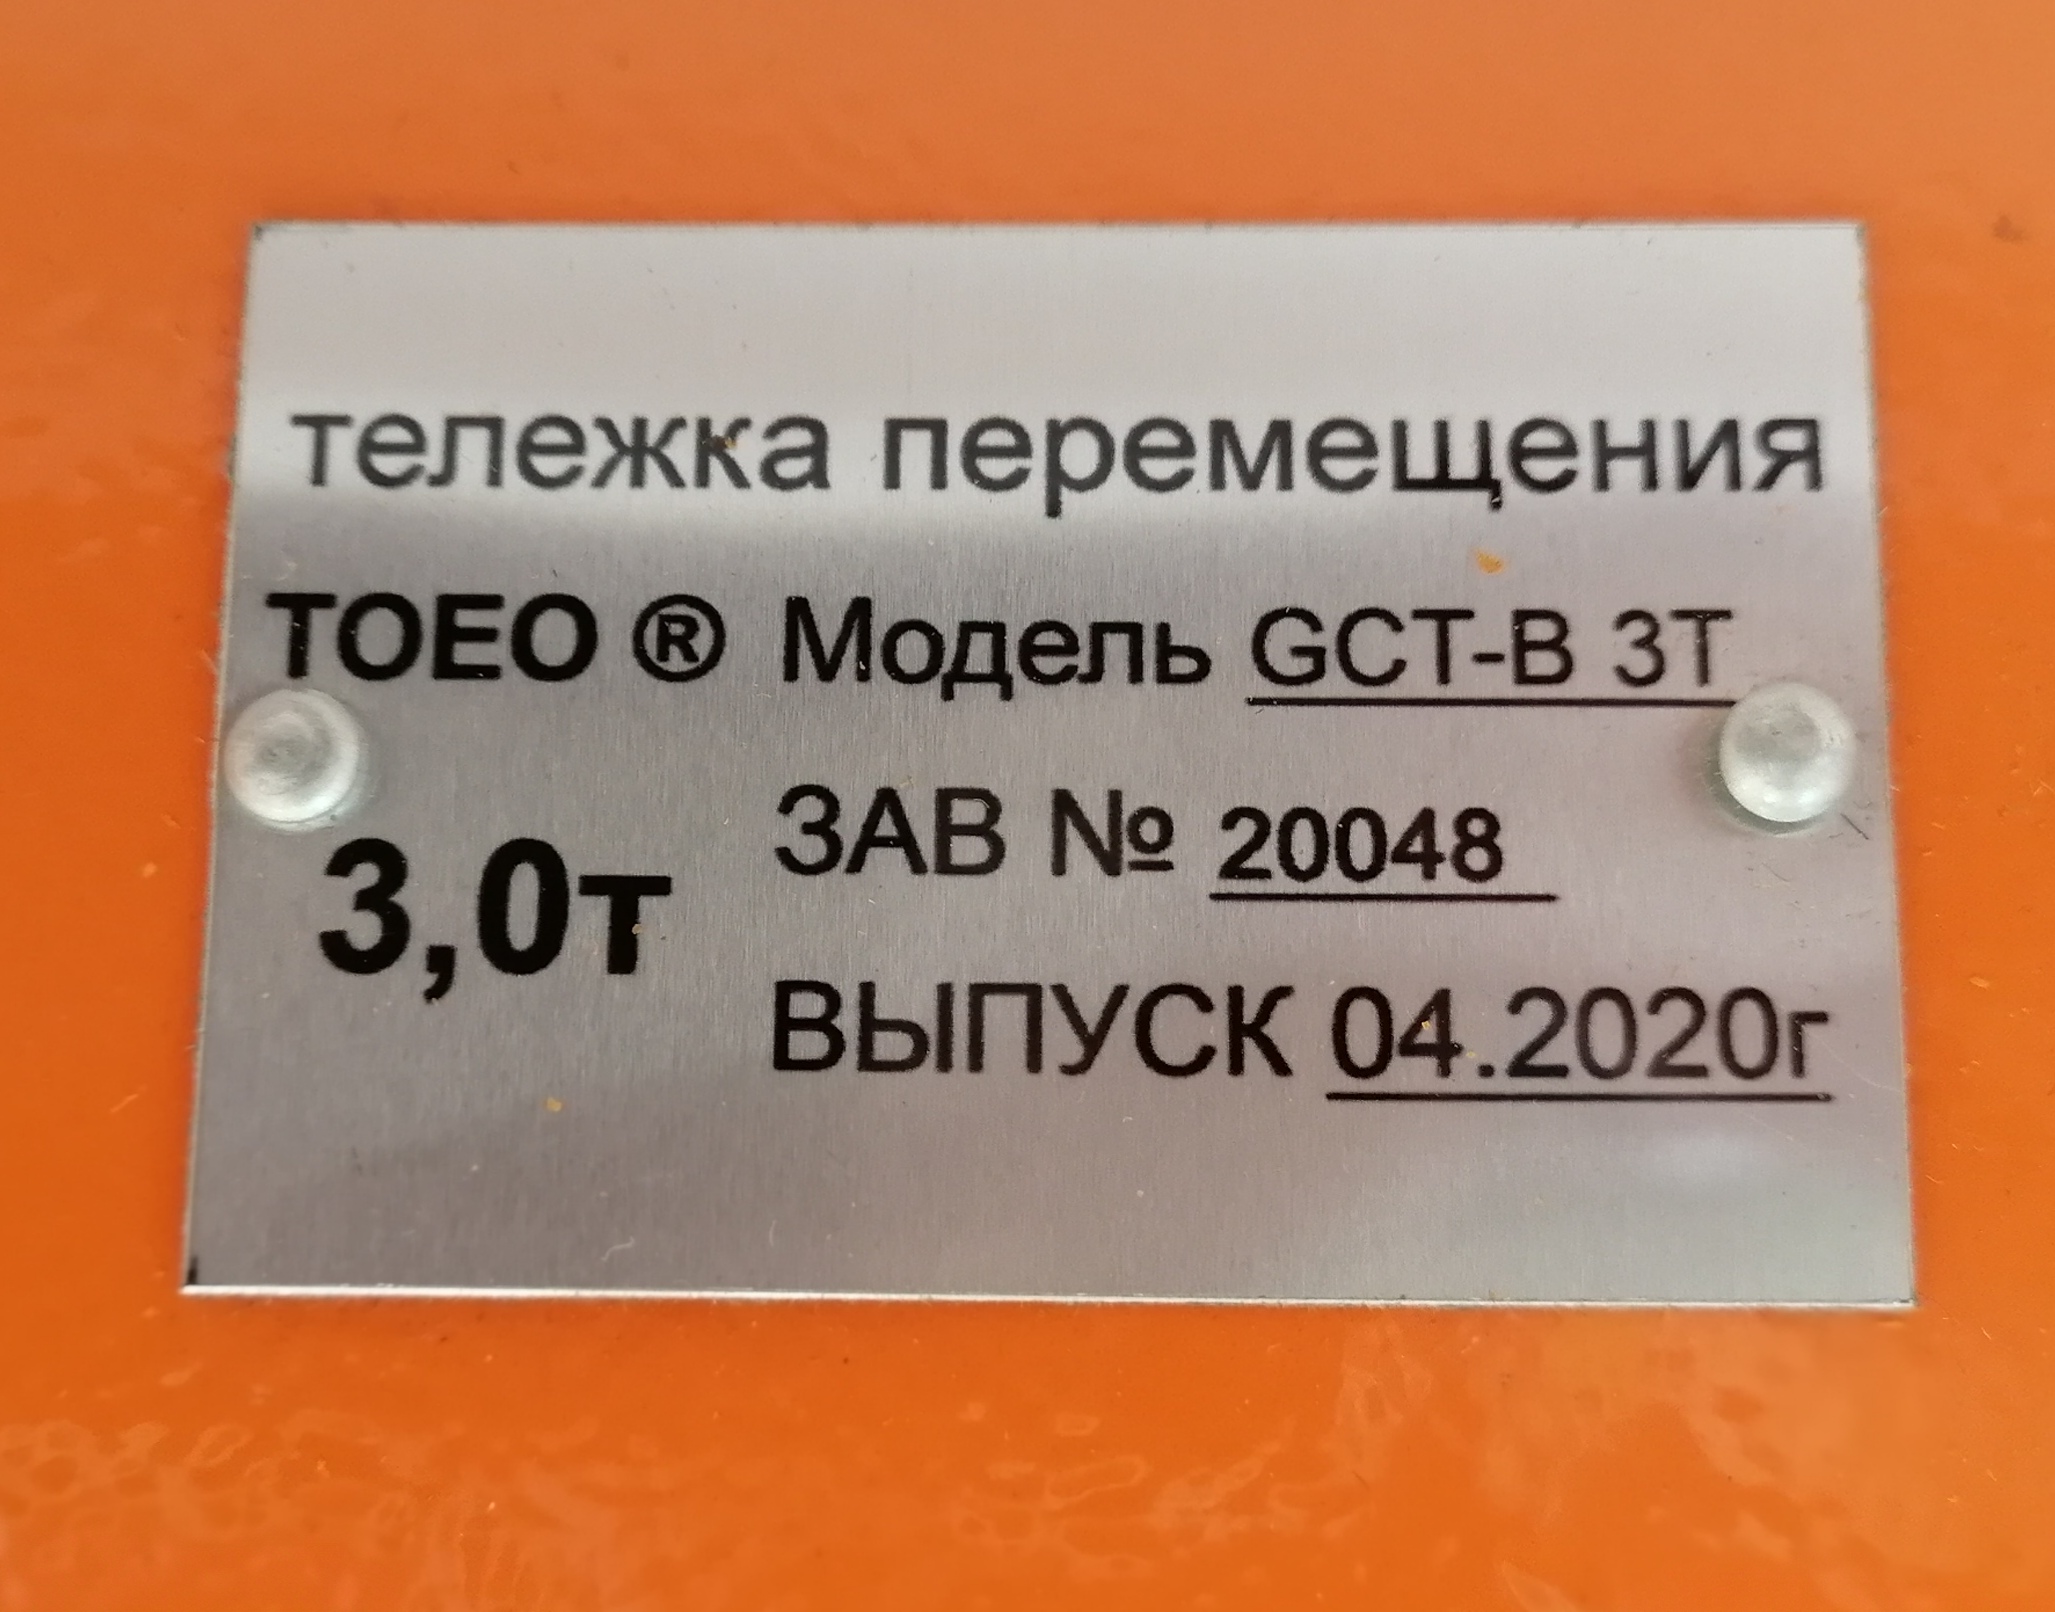 тележка перемещения
TOEO ® Модель GCT-B 3T
3,0т
ЗАВ № 20048
ВЫПУСК 04.2020г